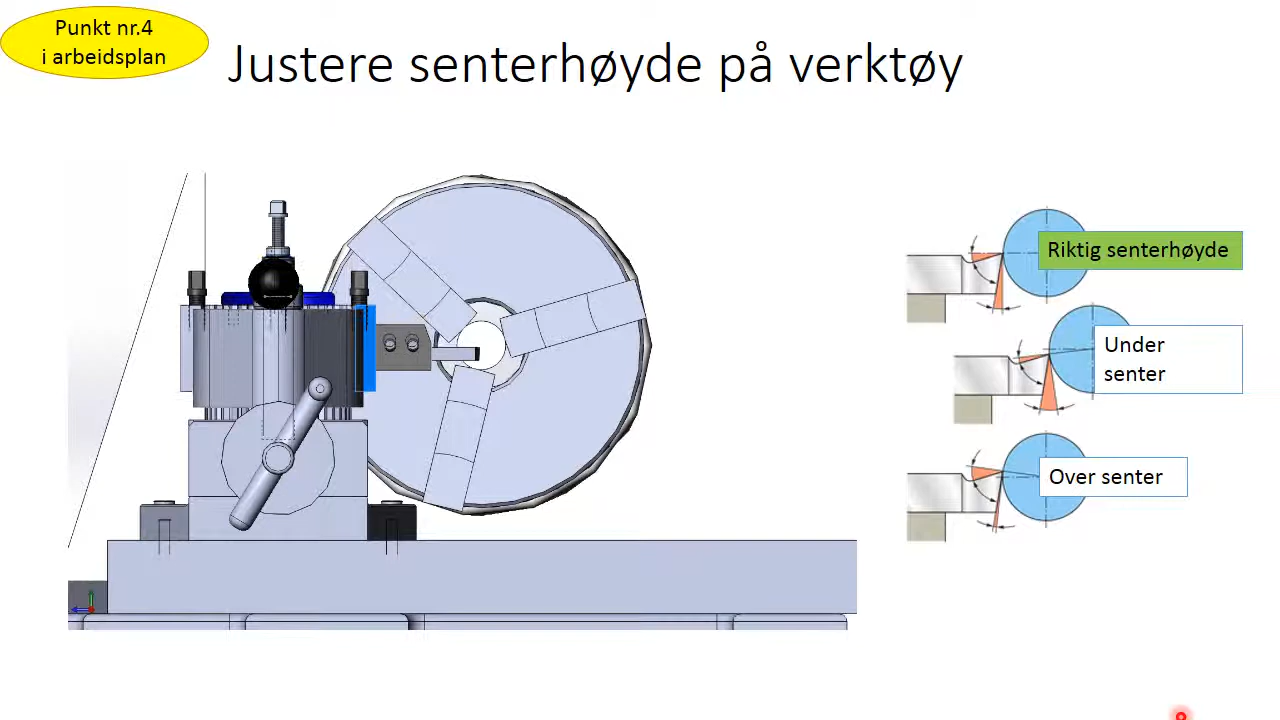 Punkt nr.4
i arbeidsplan
Justere senterhøyde på verktøy
Riktig senterhøyde
Under
senter
Over senter